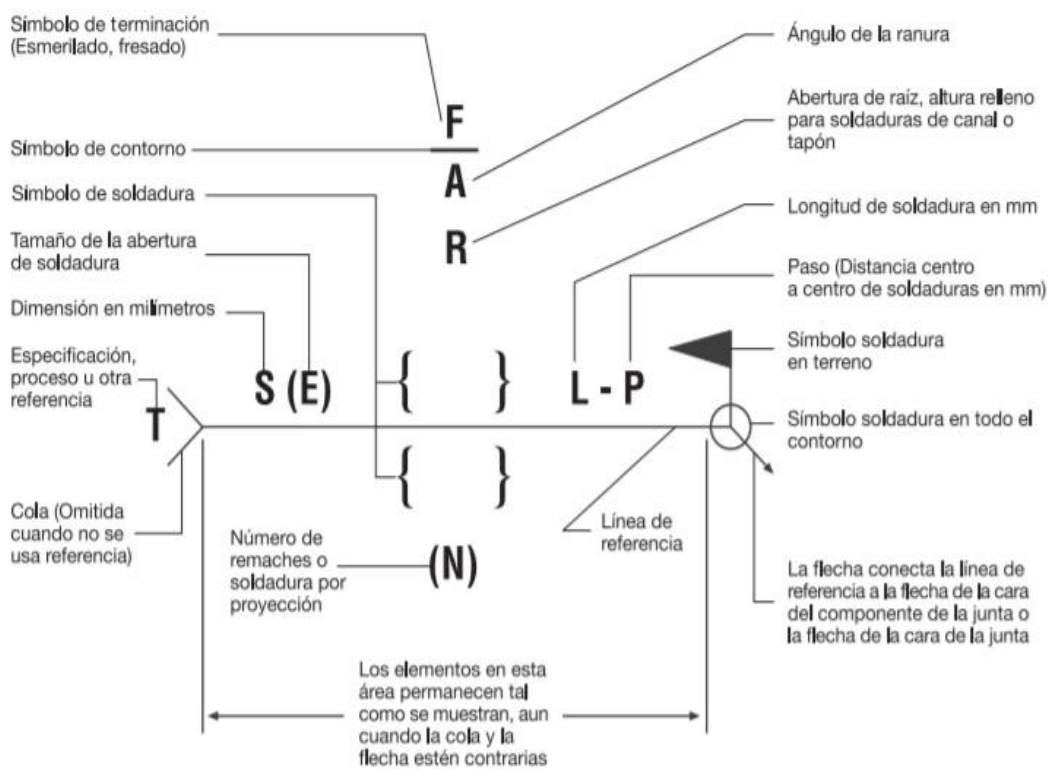 Símbolo de terminación
(Esmerilado, fresado)
Símbolo de contorno
Símbolo de soldadura
Tamaño de la abertura
de soldadura
Dimensión en milímetros
Especificación,
proceso u otra
referencia
Cola (Omitida
cuando no se
usa referencia)
F
A
R
T
S (E)
{ }
L - P
{ }
(N)
Número de
remaches o
soldadura por
proyección
Línea de
referencia
Los elementos en esta
área permanecen tal
como se muestran, aun
cuando la cola y la
flecha estén contrarias
Ángulo de la ranura
Abertura de raíz, altura relleno
para soldaduras de canal o
tapón
Longitud de soldadura en mm
Paso (Distancia centro
a centro de soldaduras en mm)
Símbolo soldadura
en terreno
Símbolo soldadura en todo el
contorno
La flecha conecta la línea de
referencia a la flecha de la cara
del componente de la junta o
la flecha de la cara de la junta